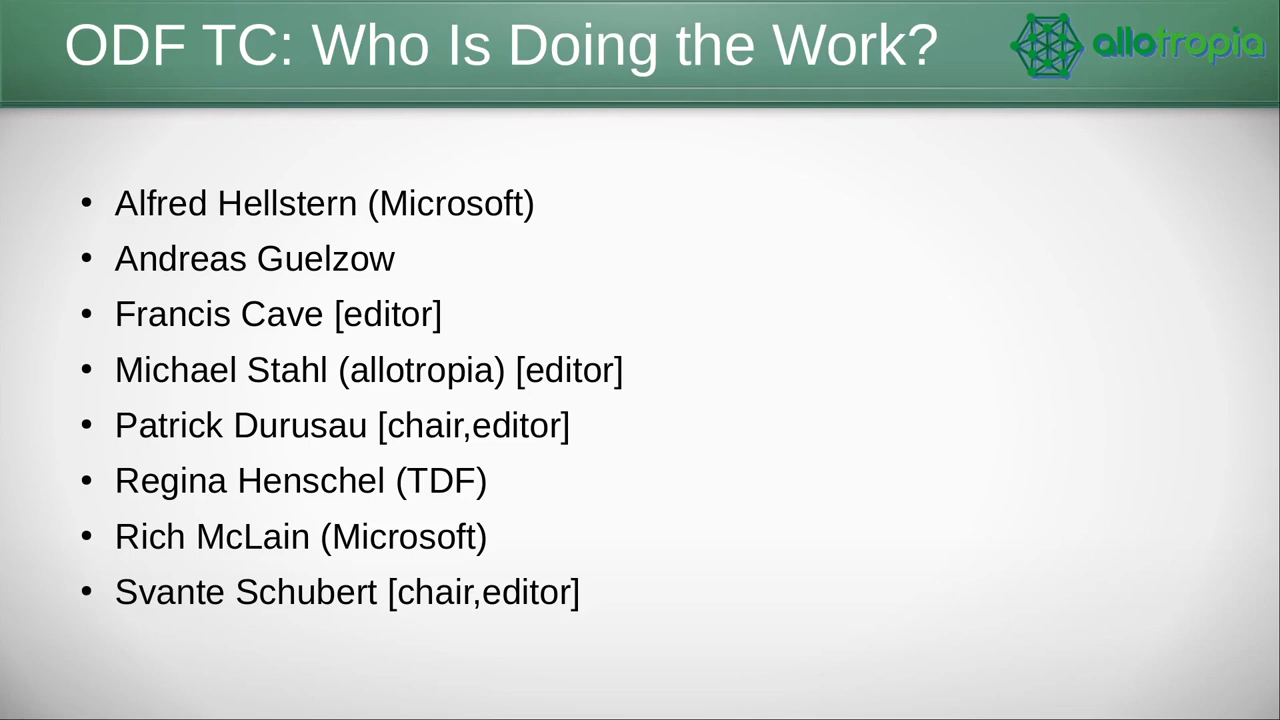 ODF TC: Who Is Doing the Work?
allotropia
• Alfred Hellstern (Microsoft)
• Andreas Guelzow
• Francis Cave [editor]
• Michael Stahl (allotropia) [editor]
• Patrick Durusau [chair,editor]
• Regina Henschel (TDF)
• Rich McLain (Microsoft)
• Svante Schubert [chair,editor]